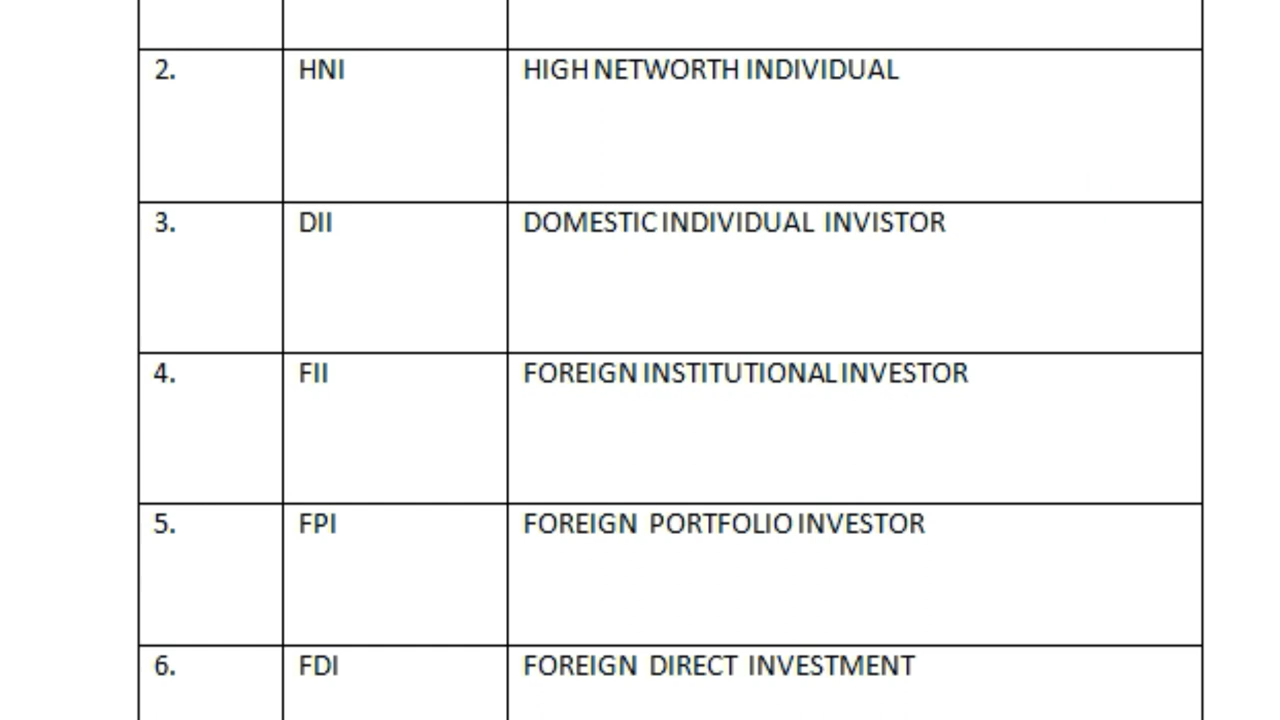 2. HNI HIGH NETWORTH INDIVIDUAL
3. DII DOMESTIC INDIVIDUAL INVISTOR
4. FII FOREIGN INSTITUTIONAL INVESTOR
5. FPI FOREIGN PORTFOLIO INVESTOR
6. FDI FOREIGN DIRECT INVESTMENT